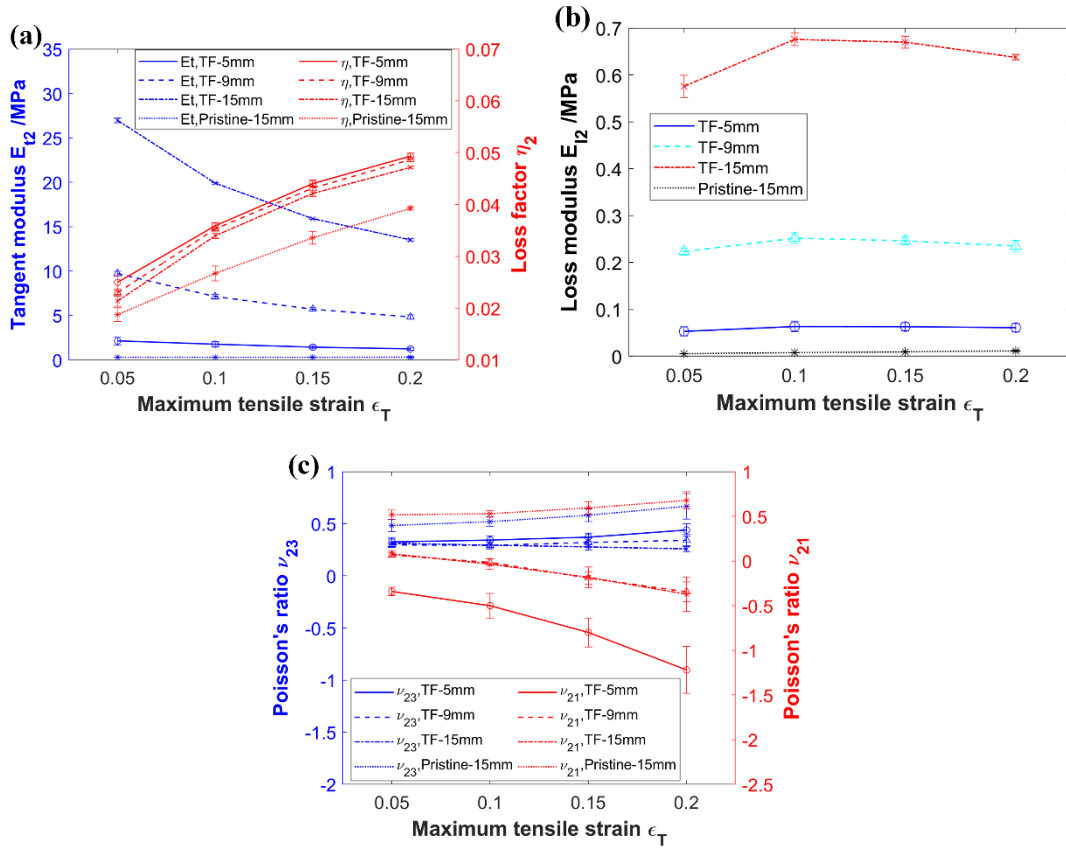 (a)
Tangent modulus E_t2 /MPa
35
30
25
20
15
10
5
0
Et,TF-5mm
Et,TF-9mm
Et,TF-15mm
Et,Pristine-15mm
η,TF-5mm
η,TF-9mm
η,TF-15mm
η,Pristine-15mm
0.07
0.06
0.05
0.04
0.03
0.02
0.01
Loss factor η_2
0.05 0.1 0.15 0.2
Maximum tensile strain ϵ_T
(b)
Loss modulus E_l2 /MPa
0.7
0.6
0.5
0.4
0.3
0.2
0.1
0
TF-5mm
TF-9mm
TF-15mm
Pristine-15mm
0.05 0.1 0.15 0.2
Maximum tensile strain ϵ_T
(c)
Poisson's ratio ν_23
1
0.5
0
-0.5
-1
-1.5
-2
ν_23,TF-5mm
ν_23,TF-9mm
ν_23,TF-15mm
ν_23,Pristine-15mm
ν_21,TF-5mm
ν_21,TF-9mm
ν_21,TF-15mm
ν_21,Pristine-15mm
1
0.5
0
-0.5
-1
-1.5
-2
-2.5
Poisson's ratio ν_21
0.05 0.1 0.15 0.2
Maximum tensile strain ϵ_T